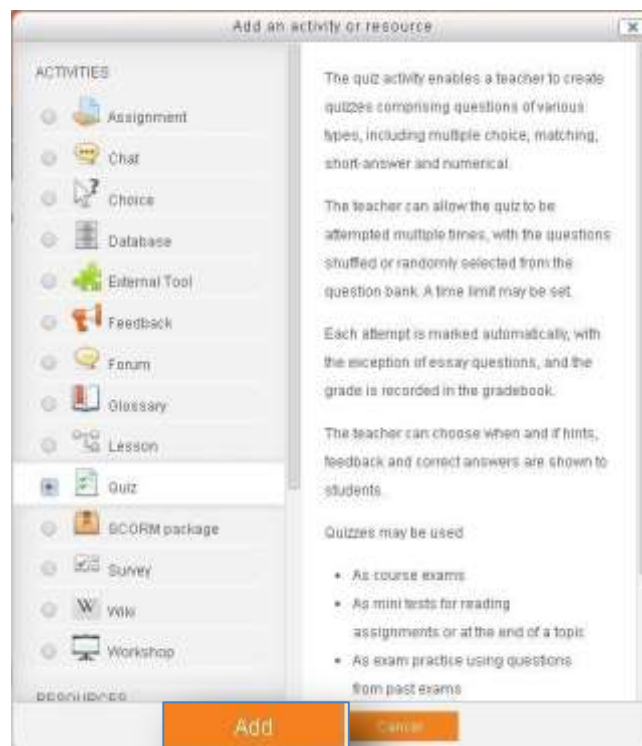 Add an activity or resource
ACTIVITIES
Assignment
Chat
Choice
Database
External Tool
Feedback
Forum
Glossary
Lesson
Quiz
SCORM package
Survey
Wiki
Workshop
RESOURCES
The quiz activity enables a teacher to create
quizzes comprising questions of various
types, including multiple choice, matching,
short-answer and numerical.
The teacher can allow the quiz to be
attempted multiple times, with the questions
shuffled or randomly selected from the
question bank. A time limit may be set.
Each attempt is marked automatically, with
the exception of essay questions, and the
grade is recorded in the gradebook.
The teacher can choose when and if hints,
feedback and correct answers are shown to
students.
Quizzes may be used
• As course exams
• As mini tests for reading
assignments or at the end of a topic
• As exam practice using questions
from past exams
Add
Cancel